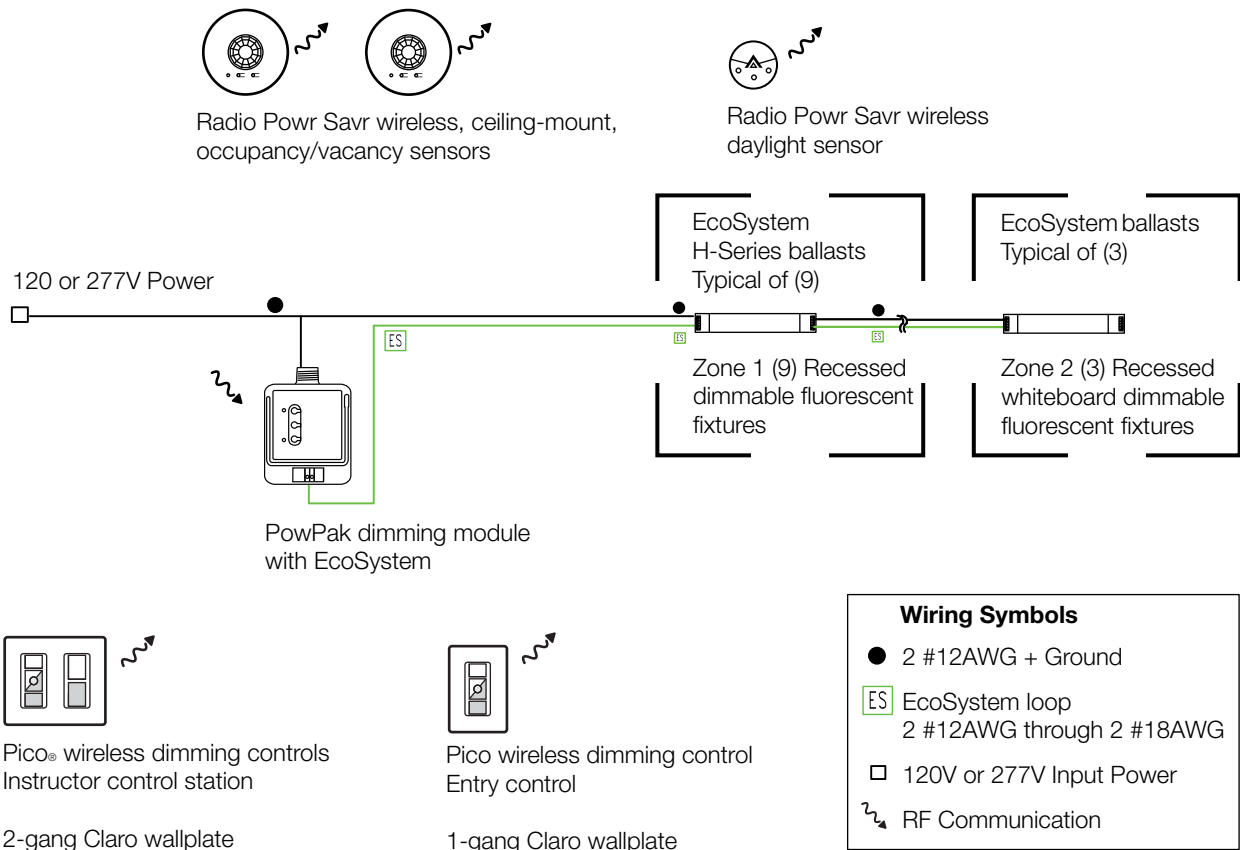 Radio Powr Savr wireless, ceiling-mount,
occupancy/vacancy sensors
Radio Powr Savr wireless
daylight sensor
EcoSystem
H-Series ballasts
Typical of (9)
EcoSystem ballasts
Typical of (3)
120 or 277V Power
ES
ES
ES
Zone 1 (9) Recessed
dimmable fluorescent
fixtures
Zone 2 (3) Recessed
whiteboard dimmable
fluorescent fixtures
PowPak dimming module
with EcoSystem
Pico® wireless dimming controls
Instructor control station
2-gang Claro wallplate
Pico wireless dimming control
Entry control
1-gang Claro wallplate
Wiring Symbols
2 #12AWG + Ground
ES EcoSystem loop
2 #12AWG through 2 #18AWG
120V or 277V Input Power
RF Communication